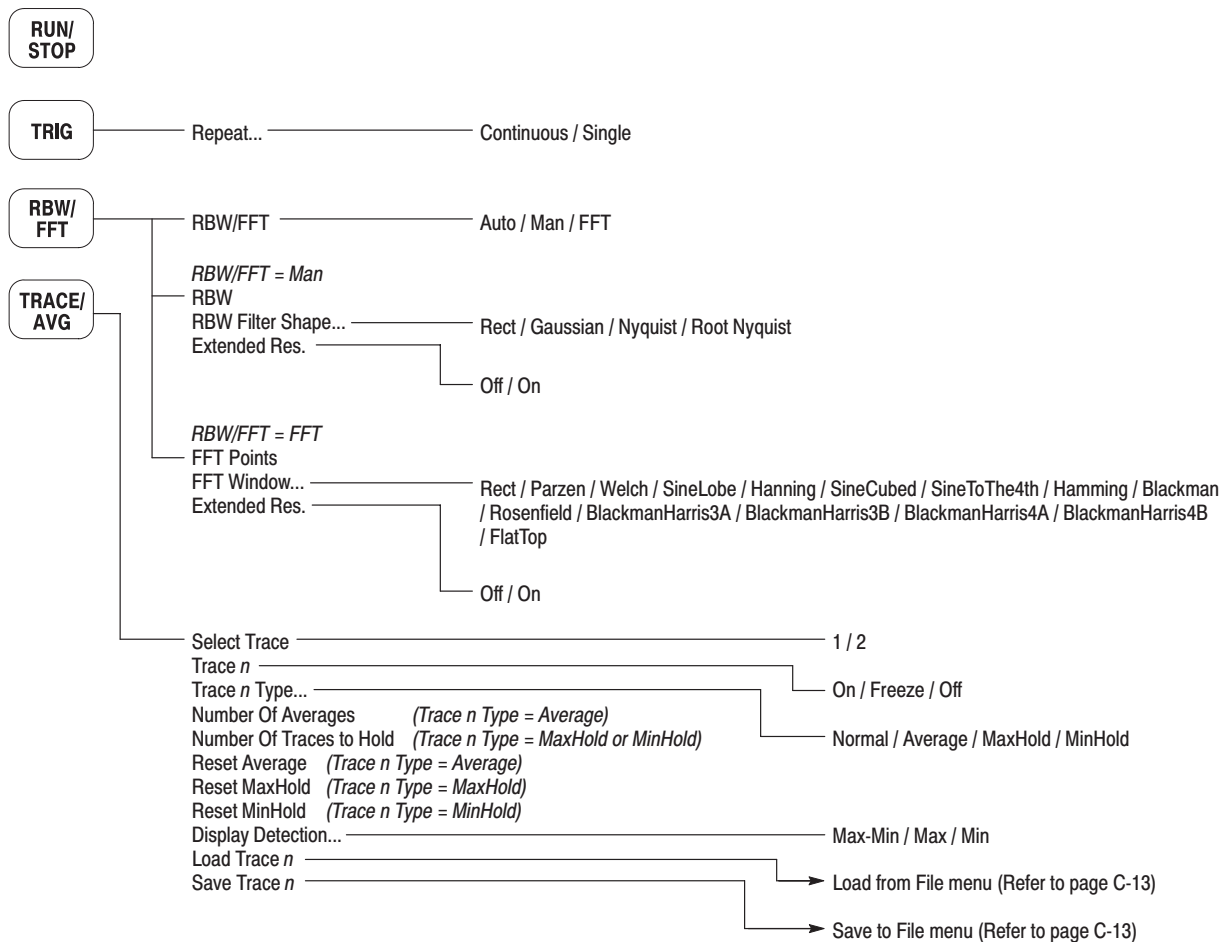 RUN/
STOP
TRIG
Repeat...
Continuous / Single
RBW/
FFT
RBW/FFT
Auto / Man / FFT
RBW/FFT = Man
RBW
RBW Filter Shape...
Rect / Gaussian / Nyquist / Root Nyquist
Extended Res.
Off / On
TRACE/
AVG
RBW/FFT = FFT
FFT Points
FFT Window...
Rect / Parzen / Welch / SineLobe / Hanning / SineCubed / SineToThe4th / Hamming / Blackman
/ Rosenfield / BlackmanHarris3A / BlackmanHarris3B / BlackmanHarris4A / BlackmanHarris4B
/ FlatTop
Extended Res.
Off / On
Select Trace
1 / 2
Trace n
On / Freeze / Off
Trace n Type...
Normal / Average / MaxHold / MinHold
Number Of Averages (Trace n Type = Average)
Number Of Traces to Hold (Trace n Type = MaxHold or MinHold)
Reset Average (Trace n Type = Average)
Reset MaxHold (Trace n Type = MaxHold)
Reset MinHold (Trace n Type = MinHold)
Display Detection...
Max-Min / Max / Min
Load Trace n
Load from File menu (Refer to page C-13)
Save Trace n
Save to File menu (Refer to page C-13)